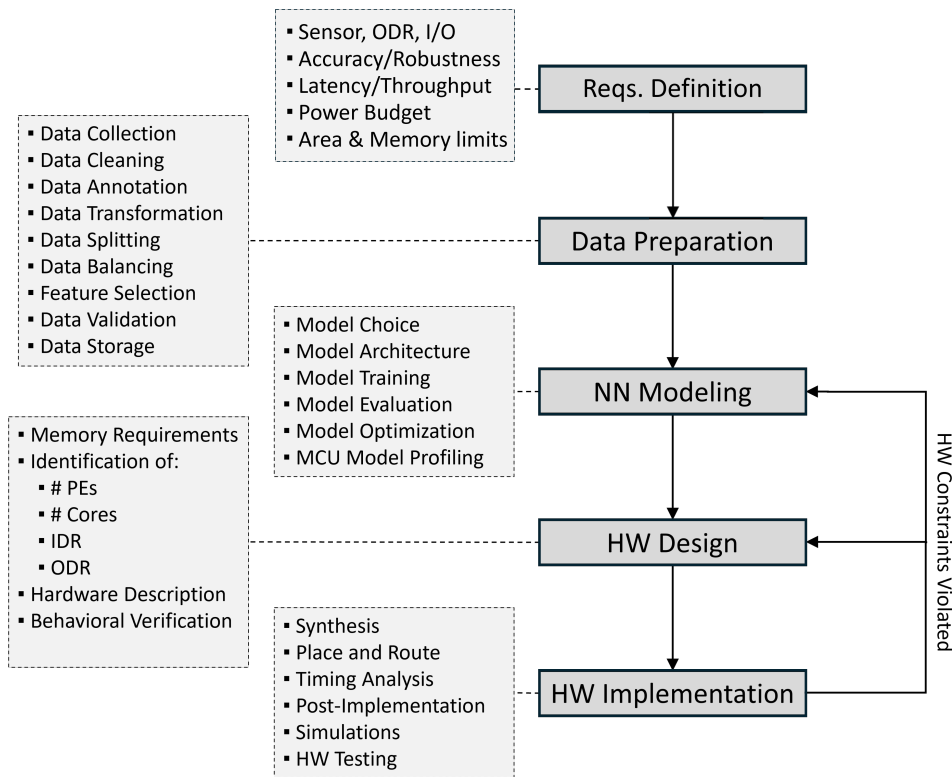 ▪ Sensor, ODR, I/O
▪ Accuracy/Robustness
▪ Latency/Throughput
▪ Power Budget
▪ Area & Memory limits
Reqs. Definition
▪ Data Collection
▪ Data Cleaning
▪ Data Annotation
▪ Data Transformation
▪ Data Splitting
▪ Data Balancing
▪ Feature Selection
▪ Data Validation
▪ Data Storage
Data Preparation
▪ Model Choice
▪ Model Architecture
▪ Model Training
▪ Model Evaluation
▪ Model Optimization
▪ MCU Model Profiling
NN Modeling
▪ Memory Requirements
▪ Identification of:
▪ # PEs
▪ # Cores
▪ IDR
▪ ODR
▪ Hardware Description
▪ Behavioral Verification
HW Design
▪ Synthesis
▪ Place and Route
▪ Timing Analysis
▪ Post-Implementation
▪ Simulations
▪ HW Testing
HW Implementation
HW Constraints Violated